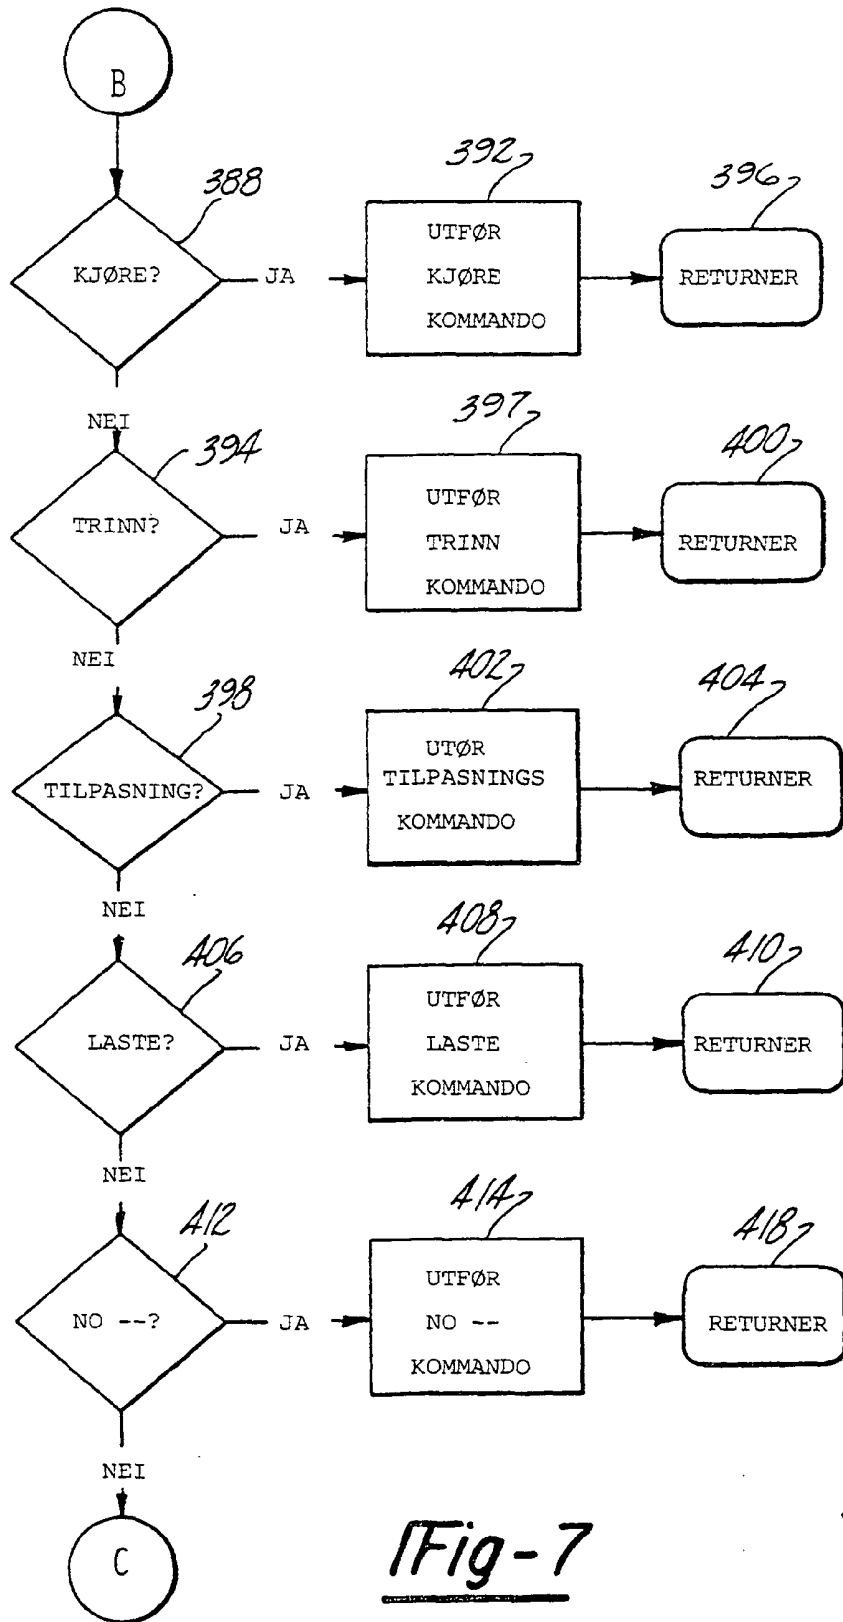 B
388
KJØRE?
JA
392
UTFØR
KJØRE
KOMMANDO
396
RETURNER
NEI
394
TRINN?
JA
397
UTFØR
TRINN
KOMMANDO
400
RETURNER
NEI
398
TILPASNING?
JA
402
UTØR
TILPASNINGS
KOMMANDO
404
RETURNER
NEI
406
LASTE?
JA
408
UTFØR
LASTE
KOMMANDO
410
RETURNER
NEI
412
NO --?
JA
414
UTFØR
NO --
KOMMANDO
418
RETURNER
NEI
C
Fig-7